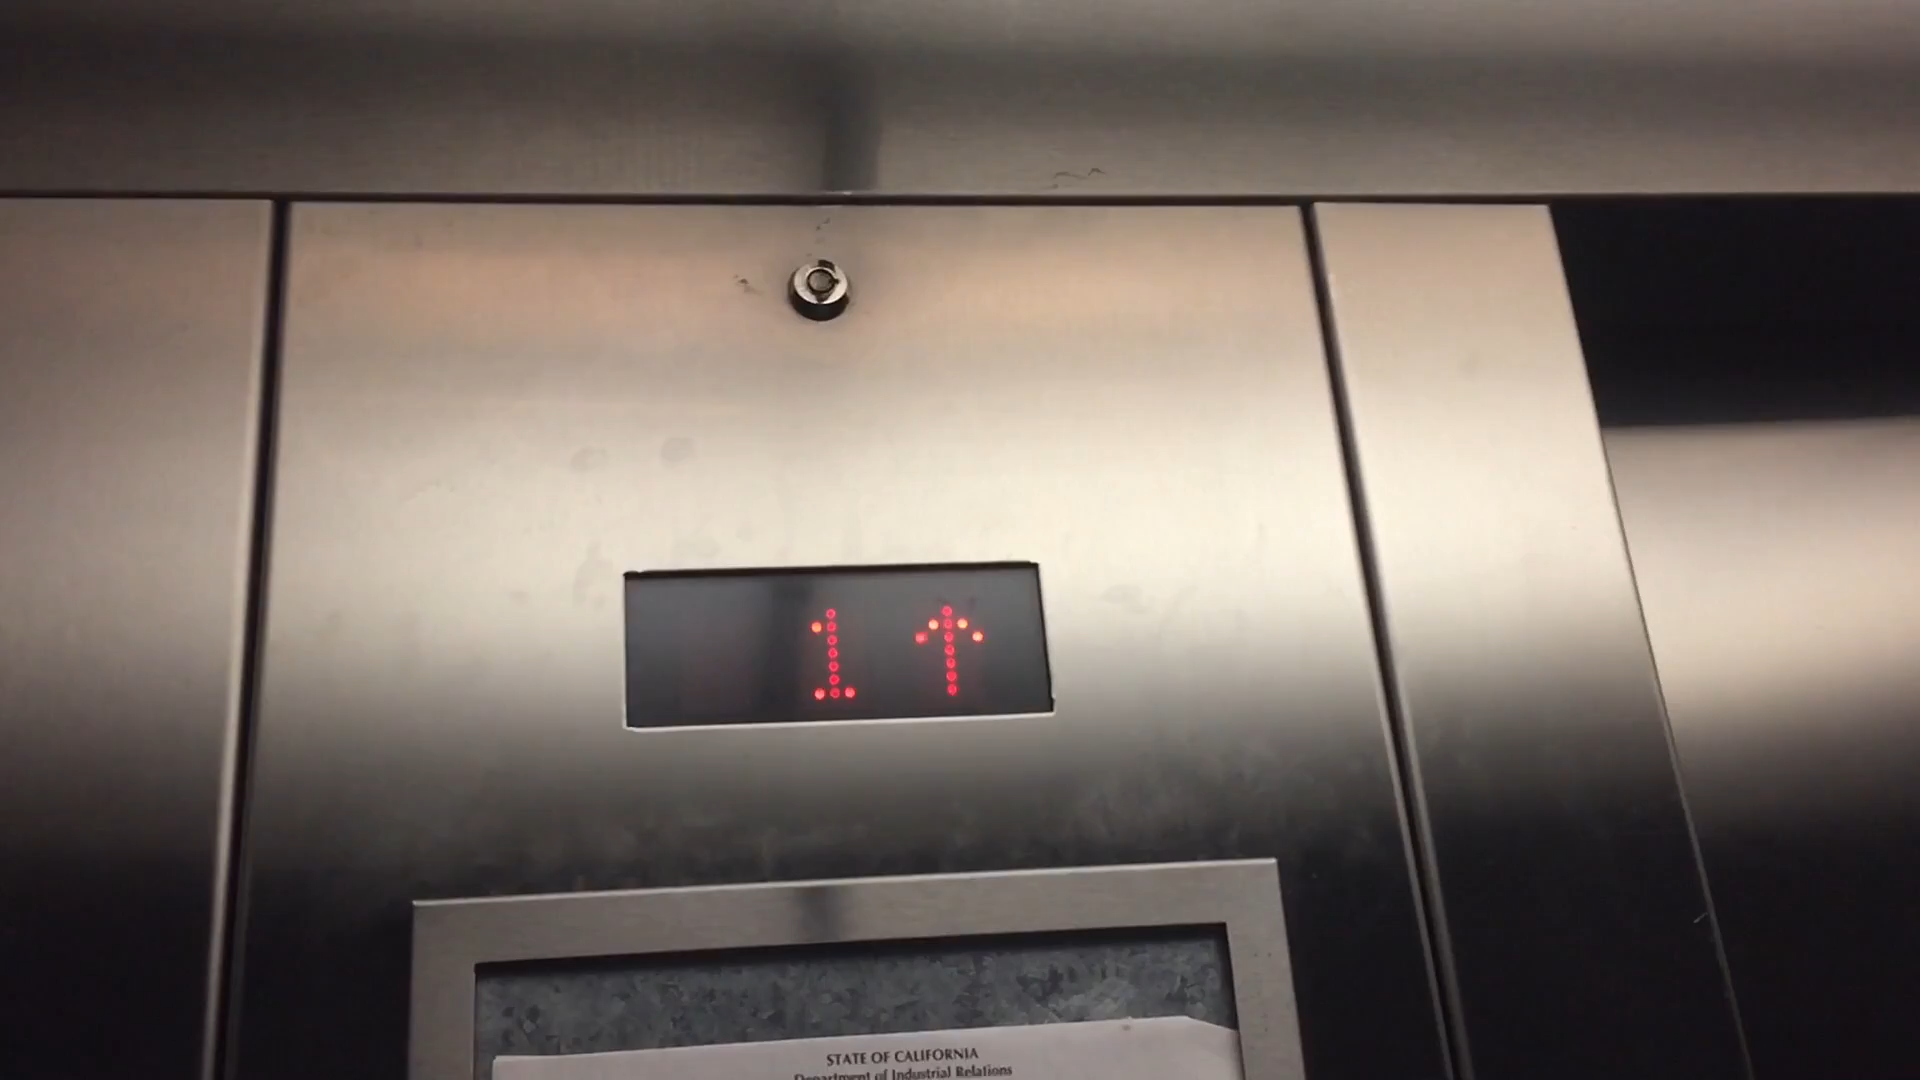 1 ↑
STATE OF CALIFORNIA
Department of Industrial Relations